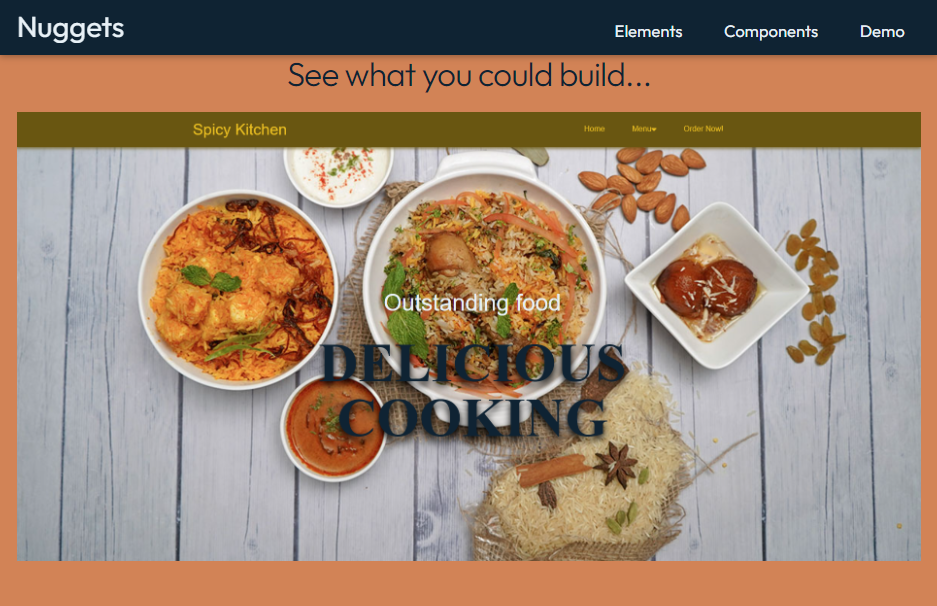 Nuggets
Elements Components Demo
See what you could build...
Spicy Kitchen
Home Menu▾ Order Now!
Outstanding food
DELICIOUS
COOKING